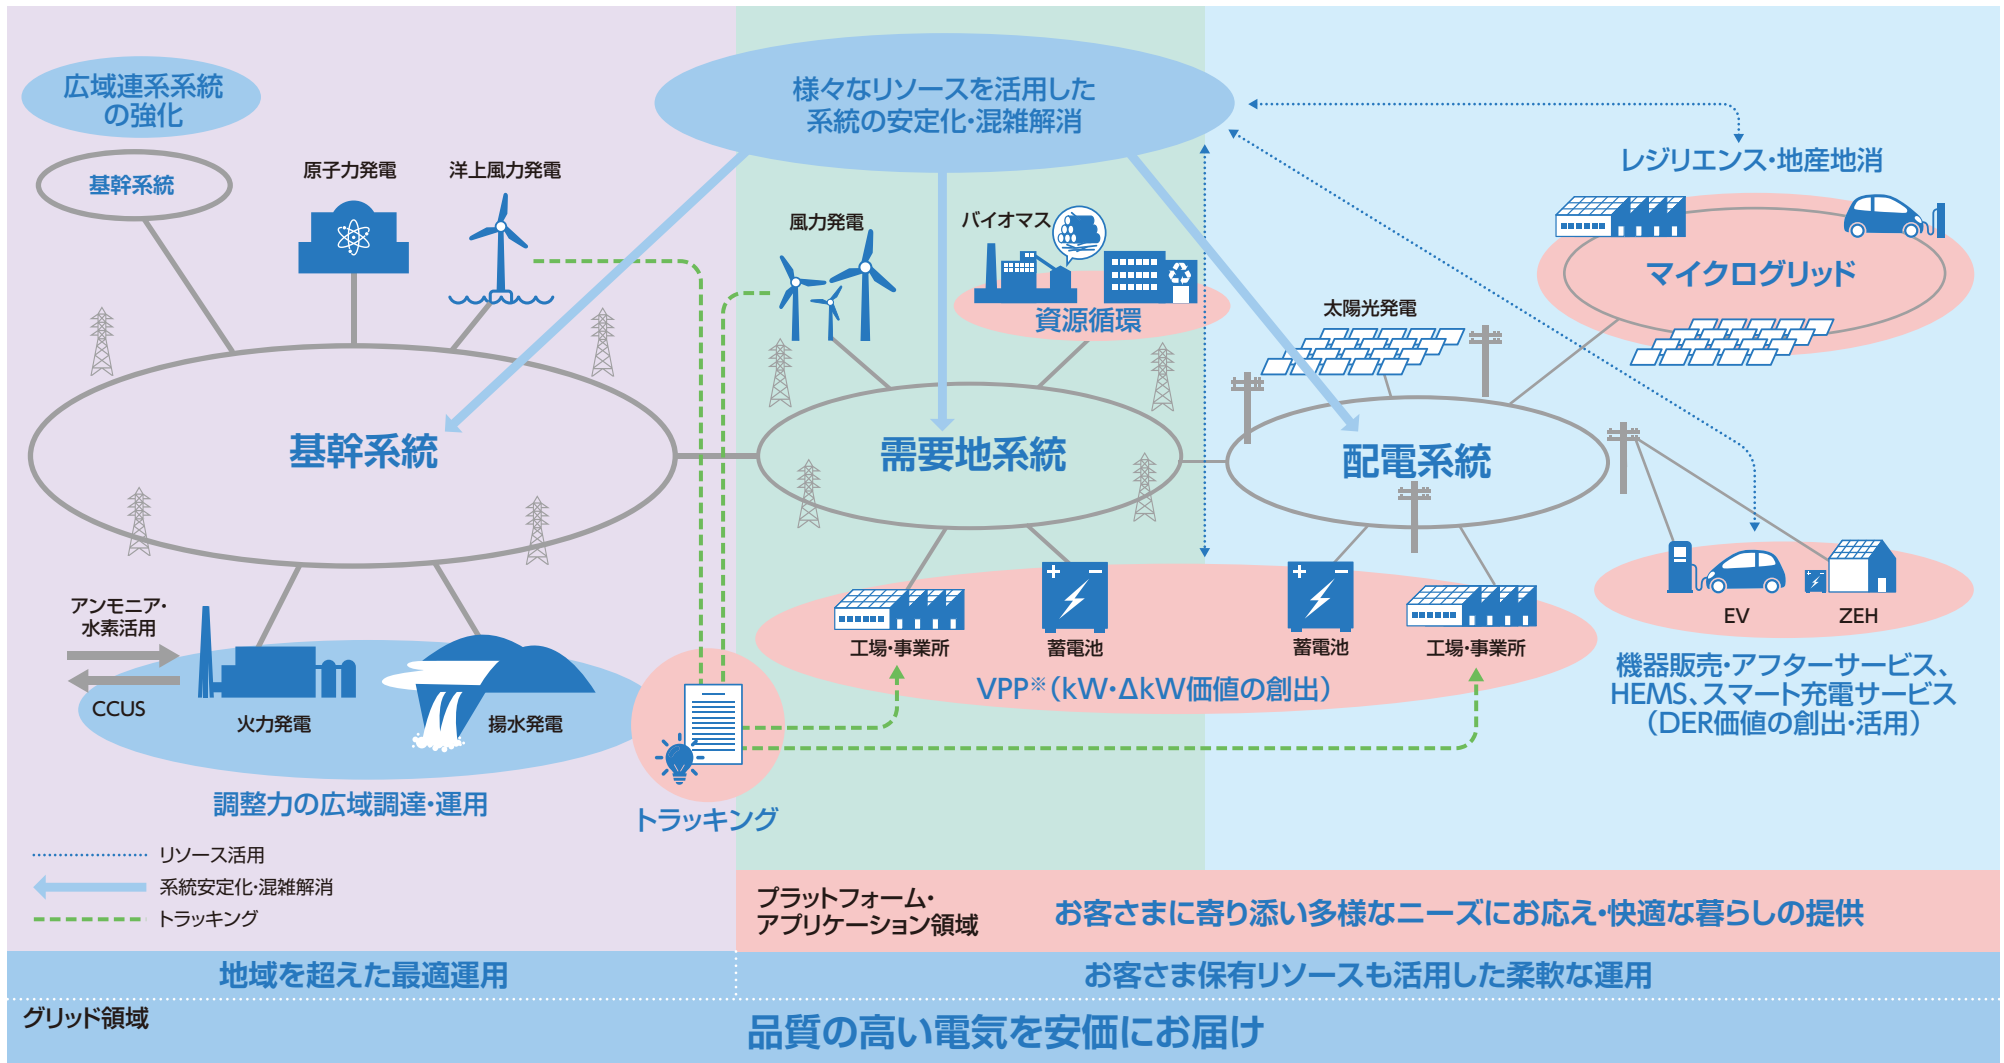 広域連系系統
の強化
様々なリソースを活用した
系統の安定化・混雑解消
基幹系統
原子力発電
洋上風力発電
風力発電
バイオマス
資源循環
レジリエンス・地産地消
マイクログリッド
太陽光発電
基幹系統
需要地系統
配電系統
アンモニア・
水素活用
CCUS
火力発電
揚水発電
調整力の広域調達・運用
トラッキング
工場・事業所
蓄電池
蓄電池
工場・事業所
VPP※（kW・ΔkW価値の創出）
EV
ZEH
機器販売・アフターサービス、
HEMS、スマート充電サービス
（DER価値の創出・活用）
リソース活用
系統安定化・混雑解消
トラッキング
プラットフォーム・
アプリケーション領域
お客さまに寄り添い多様なニーズにお応え・快適な暮らしの提供
地域を超えた最適運用
お客さま保有リソースも活用した柔軟な運用
グリッド領域
品質の高い電気を安価にお届け